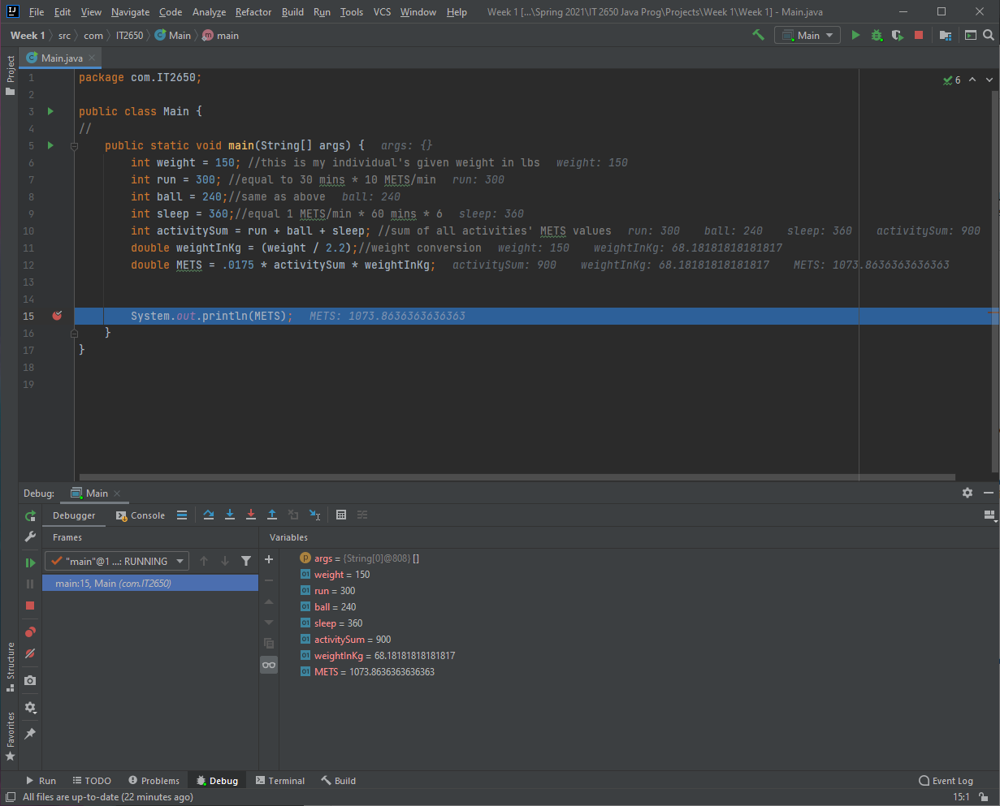 File Edit View Navigate Code Analyze Refactor Build Run Tools VCS Window Help Week 1 [...\Spring 2021\IT 2650 Java Prog\Projects\Week 1\Week 1] - Main.java
Week 1 src com IT2650 Main main Main
Project
Main.java
1 package com.IT2650; 6
2
3 public class Main {
4 //
5 public static void main(String[] args) { args: {}
6 int weight = 150; //this is my individual's given weight in lbs weight: 150
7 int run = 300; //equal to 30 mins * 10 METS/min run: 300
8 int ball = 240;//same as above ball: 240
9 int sleep = 360;//equal 1 METS/min * 60 mins * 6 sleep: 360
10 int activitySum = run + ball + sleep; //sum of all activities' METS values run: 300 ball: 240 sleep: 360 activitySum: 900
11 double weightInKg = (weight / 2.2);//weight conversion weight: 150 weightInKg: 68.18181818181817
12 double METS = .0175 * activitySum * weightInKg; activitySum: 900 weightInKg: 68.18181818181817 METS: 1073.8636363636363
13
14
15 System.out.println(METS); METS: 1073.8636363636363
16 }
17 }
18
19
Debug: Main
Debugger Console
Frames Variables
"main"@1 ...: RUNNING
main:15, Main (com.IT2650)
args = {String[0]@808} []
weight = 150
run = 300
ball = 240
sleep = 360
activitySum = 900
weightInKg = 68.18181818181817
METS = 1073.8636363636363
Structure
Favorites
Run TODO Problems Debug Terminal Build Event Log
All files are up-to-date (22 minutes ago) 15:1